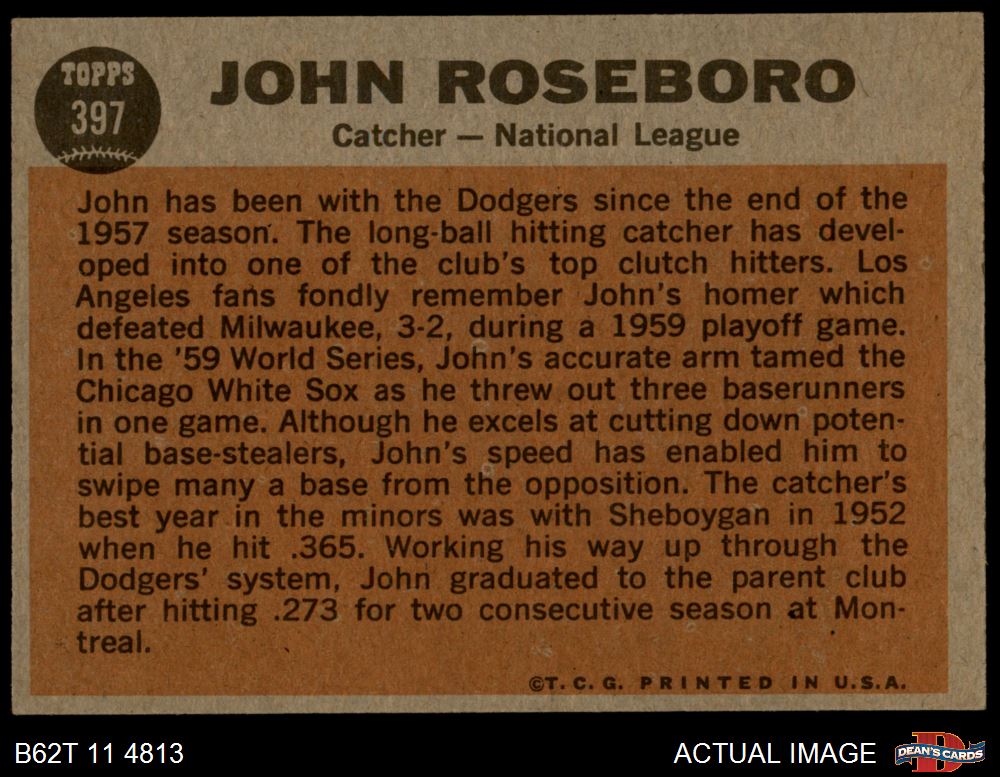 TOPPS
397
JOHN ROSEBORO
Catcher — National League
John has been with the Dodgers since the end of the
1957 season. The long-ball hitting catcher has devel-
oped into one of the club's top clutch hitters. Los
Angeles fans fondly remember John's homer which
defeated Milwaukee, 3-2, during a 1959 playoff game.
In the '59 World Series, John's accurate arm tamed the
Chicago White Sox as he threw out three baserunners
in one game. Although he excels at cutting down poten-
tial base-stealers, John's speed has enabled him to
swipe many a base from the opposition. The catcher's
best year in the minors was with Sheboygan in 1952
when he hit .365. Working his way up through the
Dodgers' system, John graduated to the parent club
after hitting .273 for two consecutive season at Mon-
treal.
©T. C. G. PRINTED IN U.S.A.
B62T 11 4813
ACTUAL IMAGE
D
DEAN'S CARDS